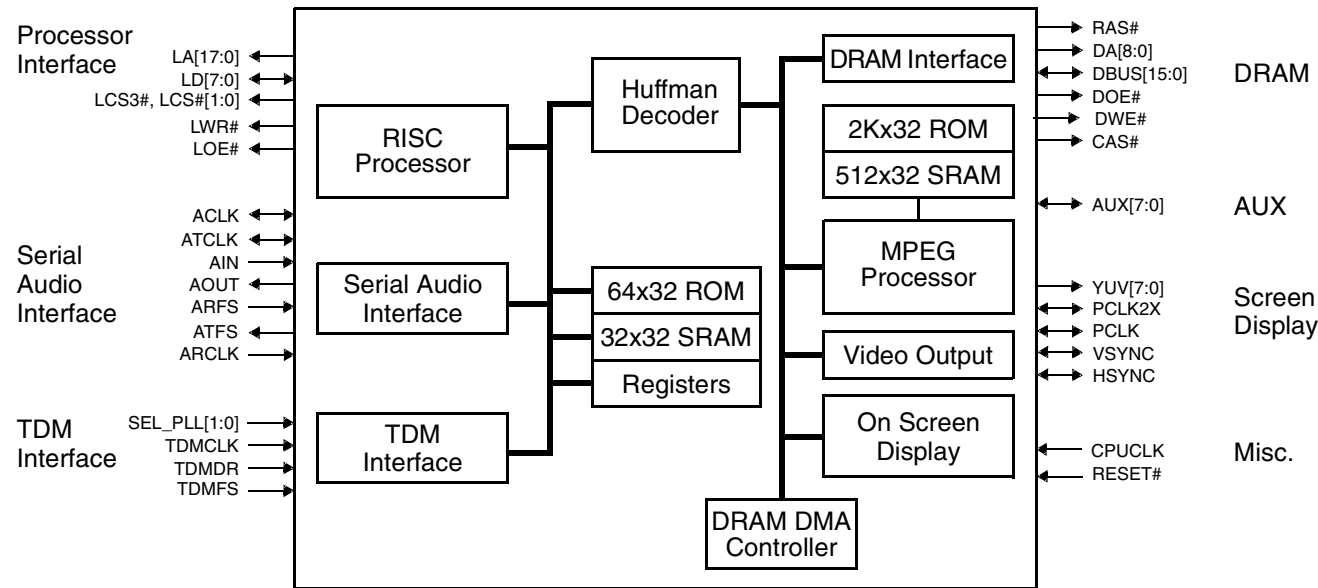 Processor
Interface
LA[17:0]
LD[7:0]
LCS3#, LCS#[1:0]
LWR#
LOE#
Serial
Audio
Interface
ACLK
ATCLK
AIN
AOUT
ARFS
ATFS
ARCLK
TDM
Interface
SEL_PLL[1:0]
TDMCLK
TDMDR
TDMFS
RISC
Processor
Serial Audio
Interface
TDM
Interface
Huffman
Decoder
64x32 ROM
32x32 SRAM
Registers
DRAM Interface
2Kx32 ROM
512x32 SRAM
MPEG
Processor
Video Output
On Screen
Display
DRAM DMA
Controller
RAS#
DA[8:0]
DBUS[15:0]
DOE#
DWE#
CAS#
DRAM
AUX[7:0]
AUX
YUV[7:0]
PCLK2X
PCLK
VSYNC
HSYNC
Screen
Display
CPUCLK
RESET#
Misc.